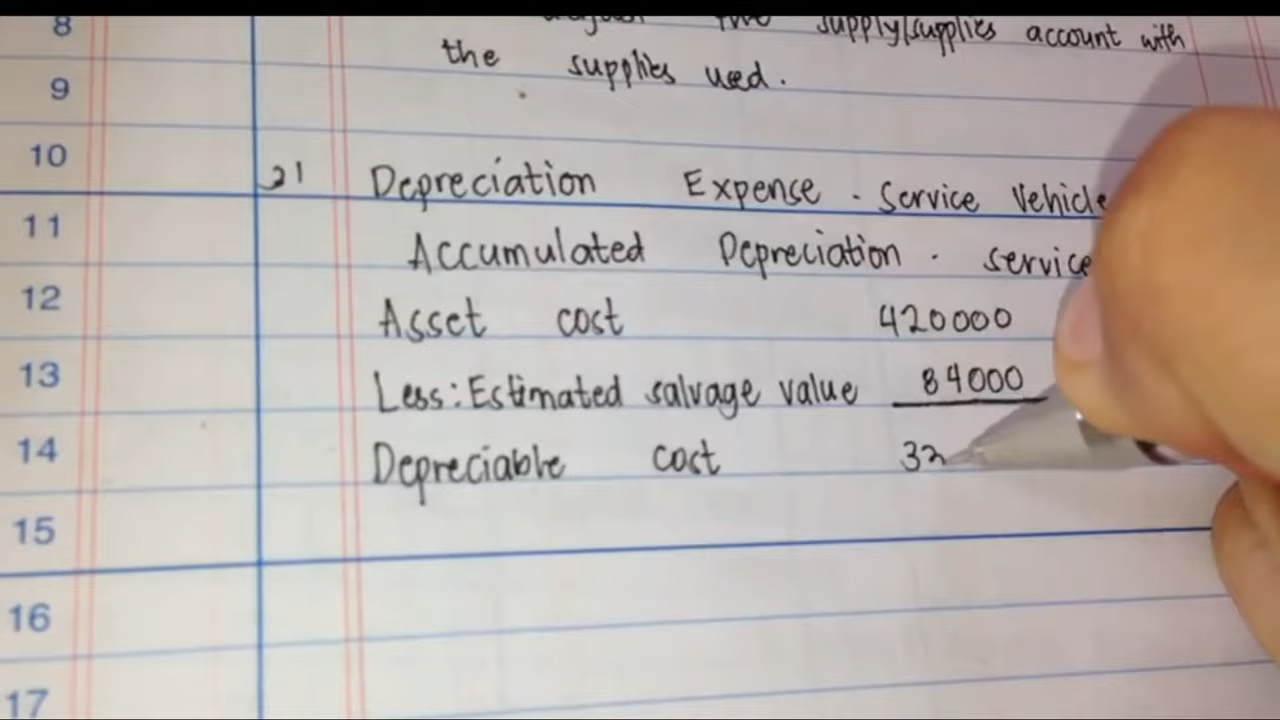 8
supply/supplies account with
9
the supplies used.
10
21 Depreciation Expense - Service Vehicle
11
Accumulated Depreciation - service
12
Asset cost 420000
13
Less: Estimated salvage value 84000
14
Depreciable cost 33
15
16
17